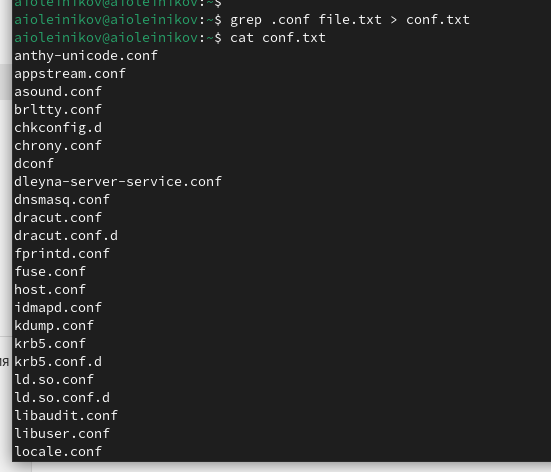 aioleinikov@aioleinikov:~$
aioleinikov@aioleinikov:~$ grep .conf file.txt > conf.txt
aioleinikov@aioleinikov:~$ cat conf.txt
anthy-unicode.conf
appstream.conf
asound.conf
brltty.conf
chkconfig.d
chrony.conf
dconf
dleyna-server-service.conf
dnsmasq.conf
dracut.conf
dracut.conf.d
fprintd.conf
fuse.conf
host.conf
idmapd.conf
kdump.conf
krb5.conf
krb5.conf.d
ld.so.conf
ld.so.conf.d
libaudit.conf
libuser.conf
locale.conf